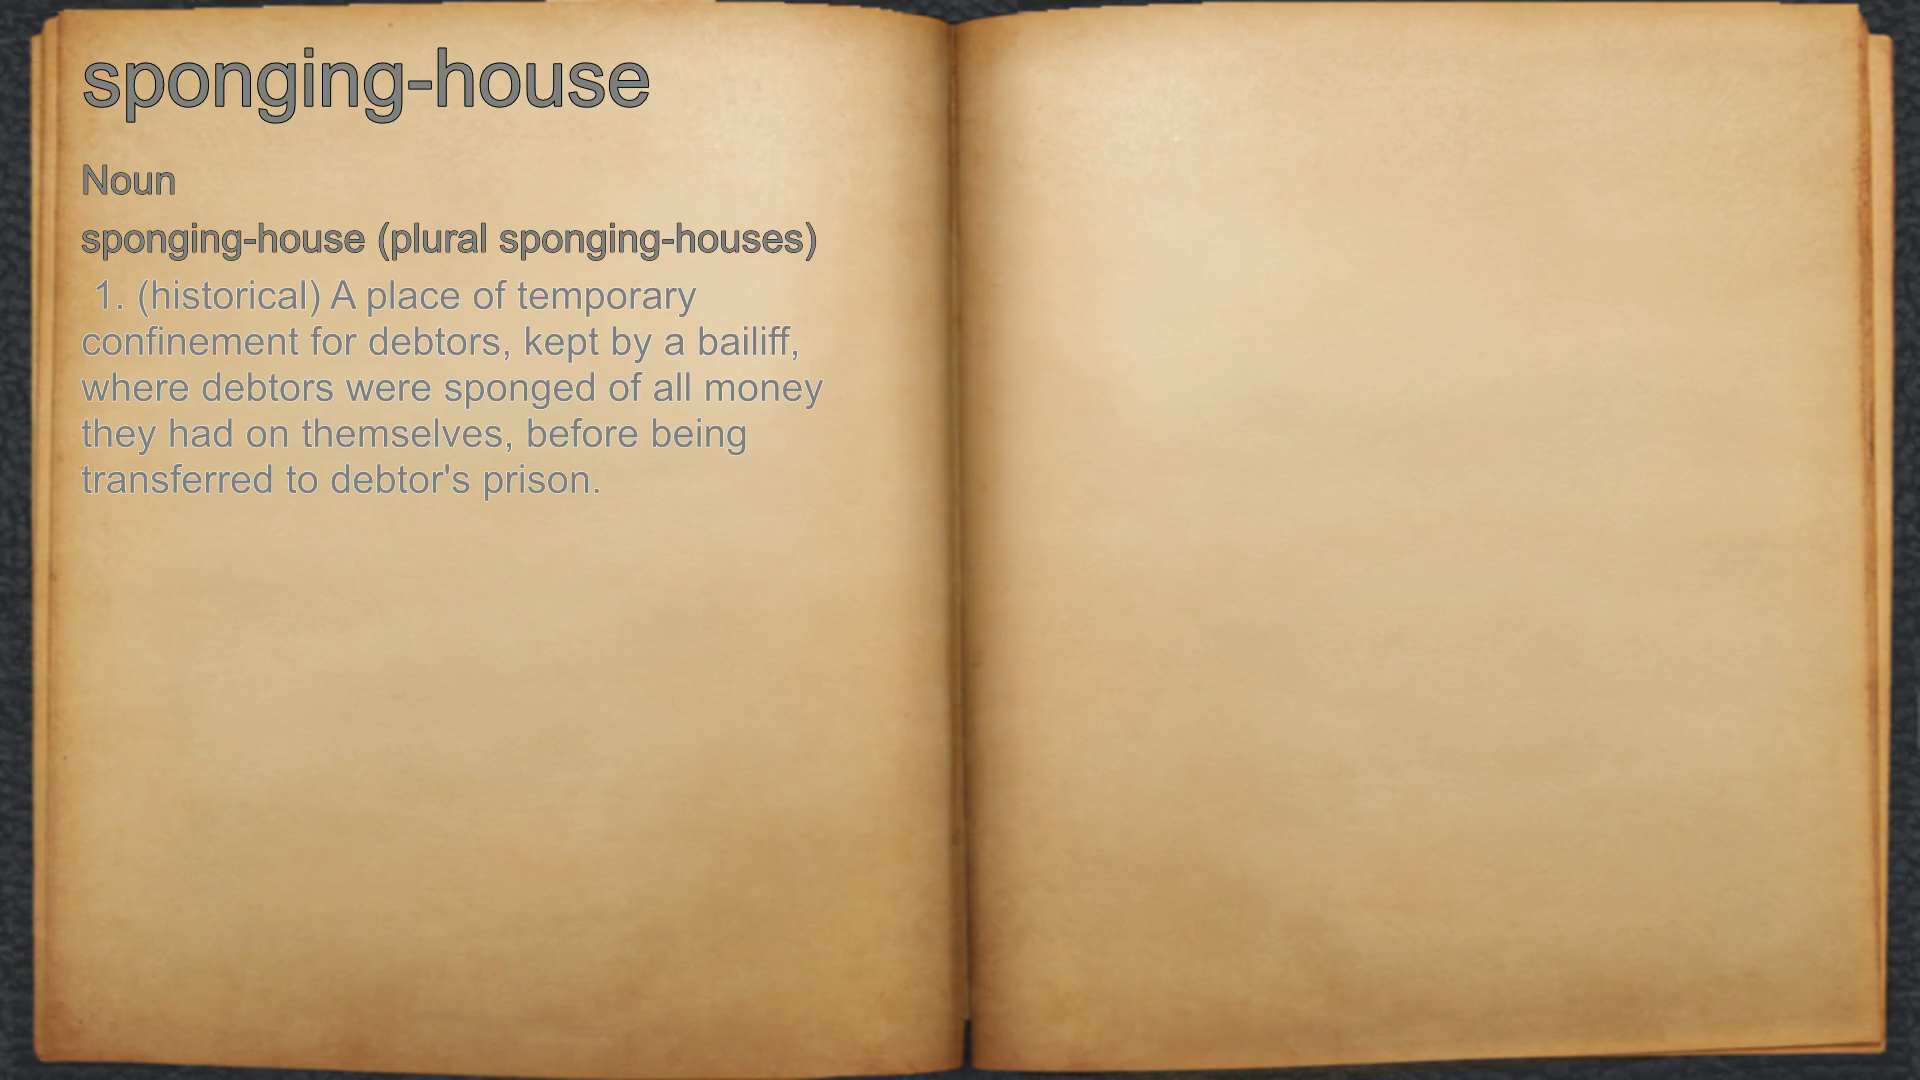 sponging-house
Noun
sponging-house (plural sponging-houses)
1. (historical) A place of temporary
confinement for debtors, kept by a bailiff,
where debtors were sponged of all money
they had on themselves, before being
transferred to debtor's prison.